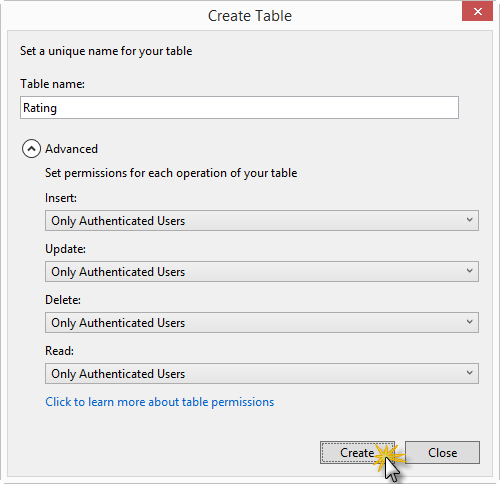 Create Table
Set a unique name for your table
Table name:
Rating
Advanced
Set permissions for each operation of your table
Insert:
Only Authenticated Users
Update:
Only Authenticated Users
Delete:
Only Authenticated Users
Read:
Only Authenticated Users
Click to learn more about table permissions
Create Close